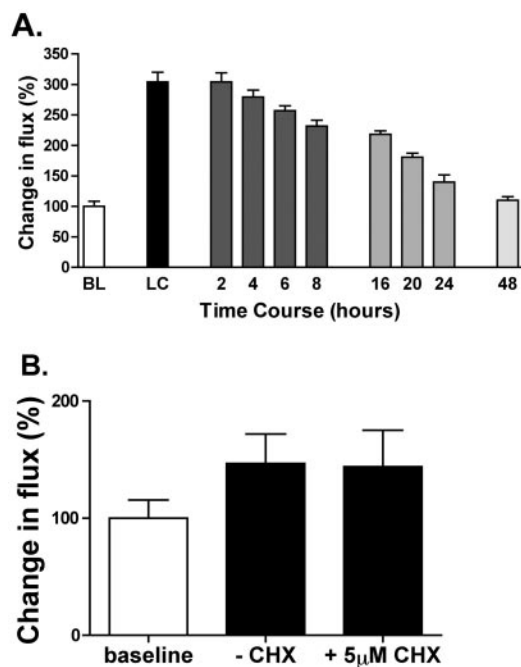 A.
Change in flux (%)
350
300
250
200
150
100
50
0
BL LC 2 4 6 8 16 20 24 48
Time Course (hours)
B.
Change in flux (%)
200
100
0
baseline - CHX + 5μM CHX